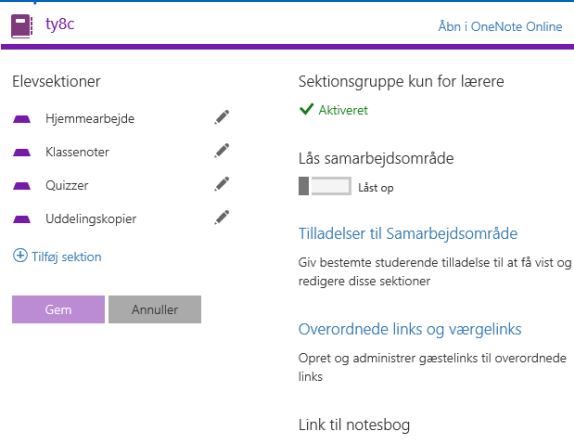 ty8c
Åbn i OneNote Online
Elevsektioner
Hjemmearbejde
Klassenoter
Quizzer
Uddelingskopier
Tilføj sektion
Gem
Annuller
Sektionsgruppe kun for lærere
Aktiveret
Lås samarbejdsområde
Låst op
Tilladelser til Samarbejdsområde
Giv bestemte studerende tilladelse til at få vist og
redigere disse sektioner
Overordnede links og værgelinks
Opret og administrer gæstelinks til overordnede
links
Link til notesbog